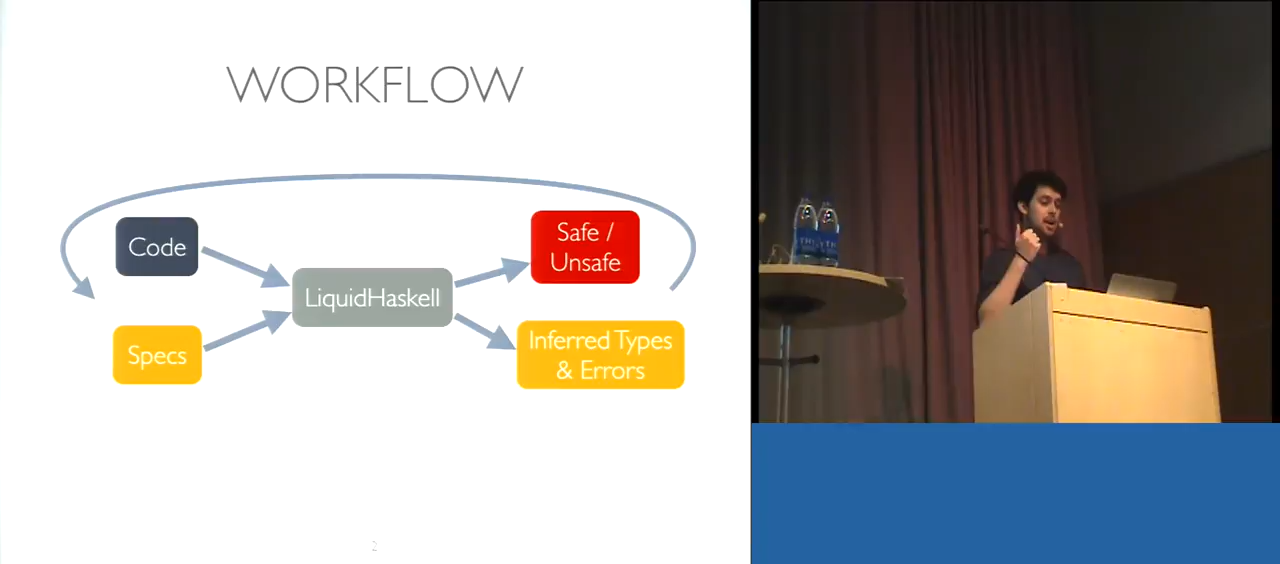 WORKFLOW
Code
Safe /
Unsafe
LiquidHaskell
Specs
Inferred Types
& Errors
2